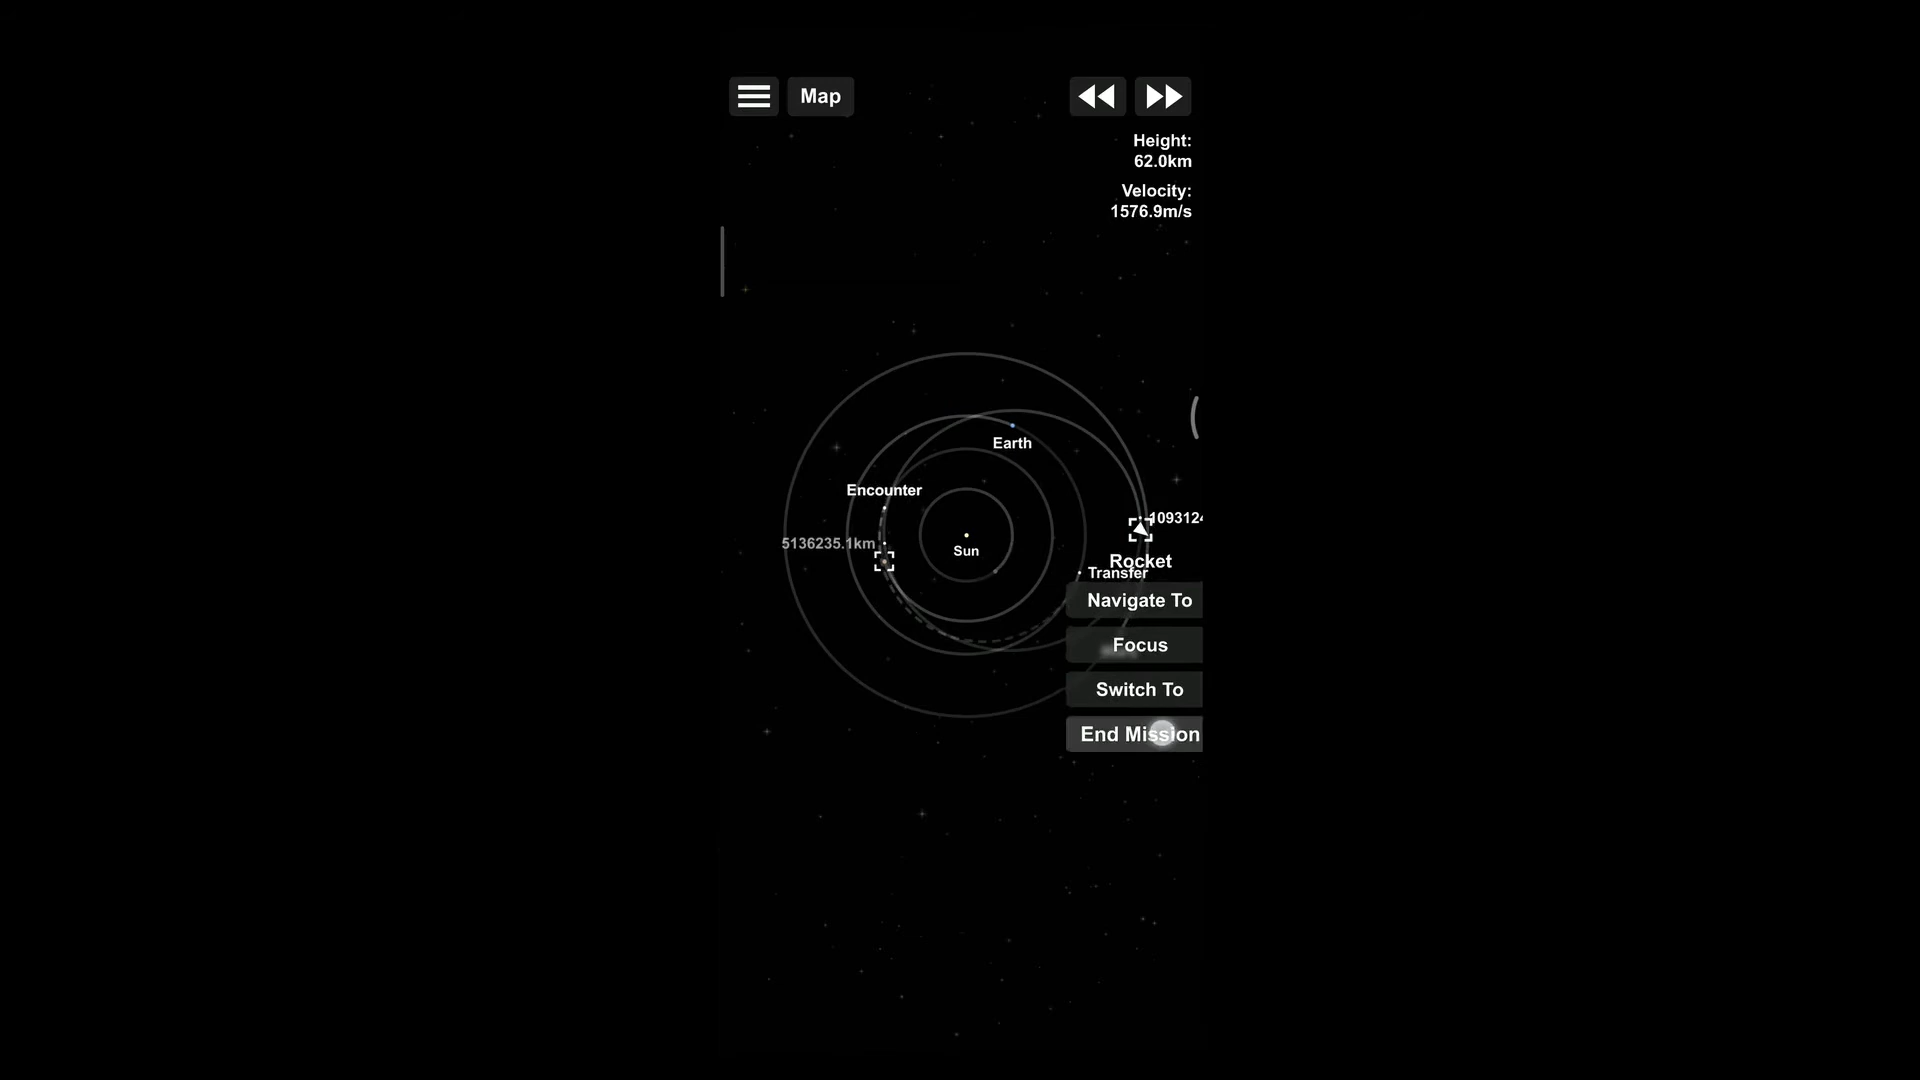 Map
Height:
62.0km
Velocity:
1576.9m/s
Earth
Encounter
109312
5136235.1km
Sun
Rocket
Transfer
Navigate To
Focus
Switch To
End Mission